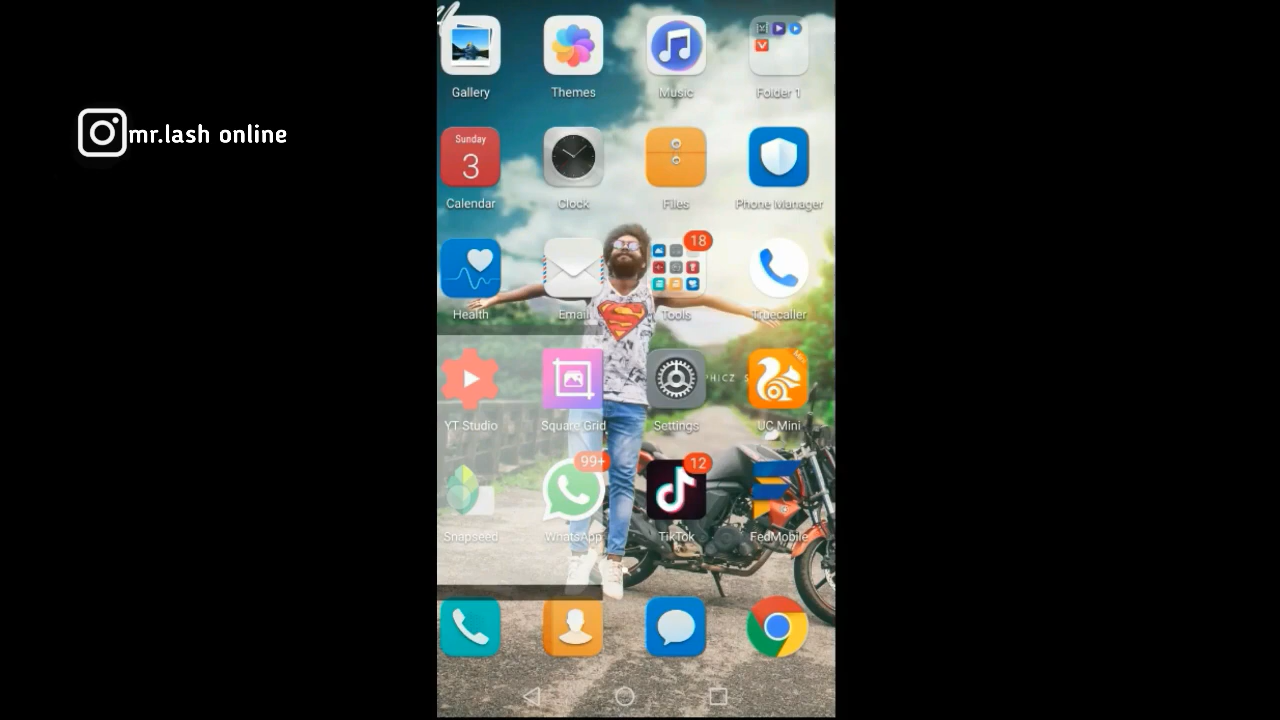 mr.lash online
Gallery
Themes
Music
Folder 1
Sunday
3
Calendar
Clock
Files
Phone Manager
18
Health
Email
Tools
Truecaller
YT Studio
Square Grid
Settings
UC Mini
99+
12
Snapseed
WhatsApp
TikTok
FedMobile